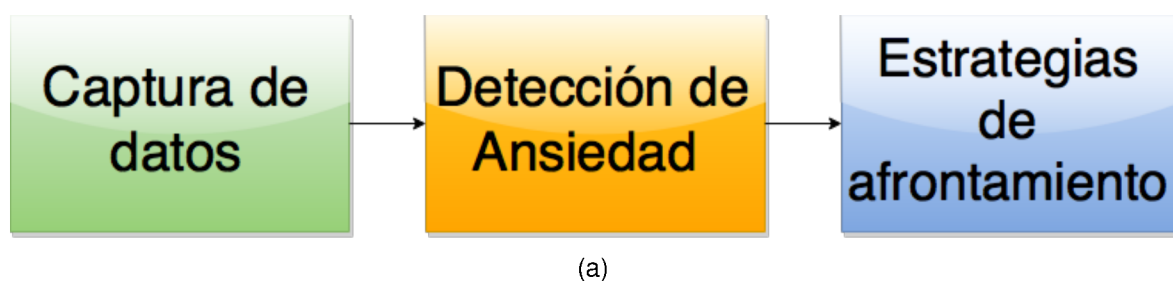 Captura de
datos
Detección de
Ansiedad
Estrategias
de
afrontamiento
(a)